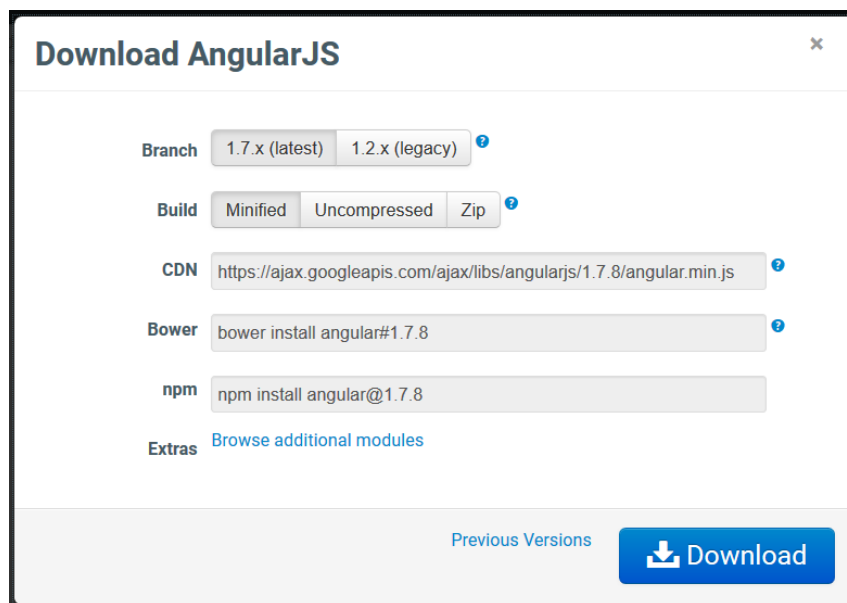 Download AngularJS ×
Branch 1.7.x (latest) 1.2.x (legacy) ?
Build Minified Uncompressed Zip ?
CDN https://ajax.googleapis.com/ajax/libs/angularjs/1.7.8/angular.min.js ?
Bower bower install angular#1.7.8 ?
npm npm install angular@1.7.8
Extras Browse additional modules
Previous Versions Download